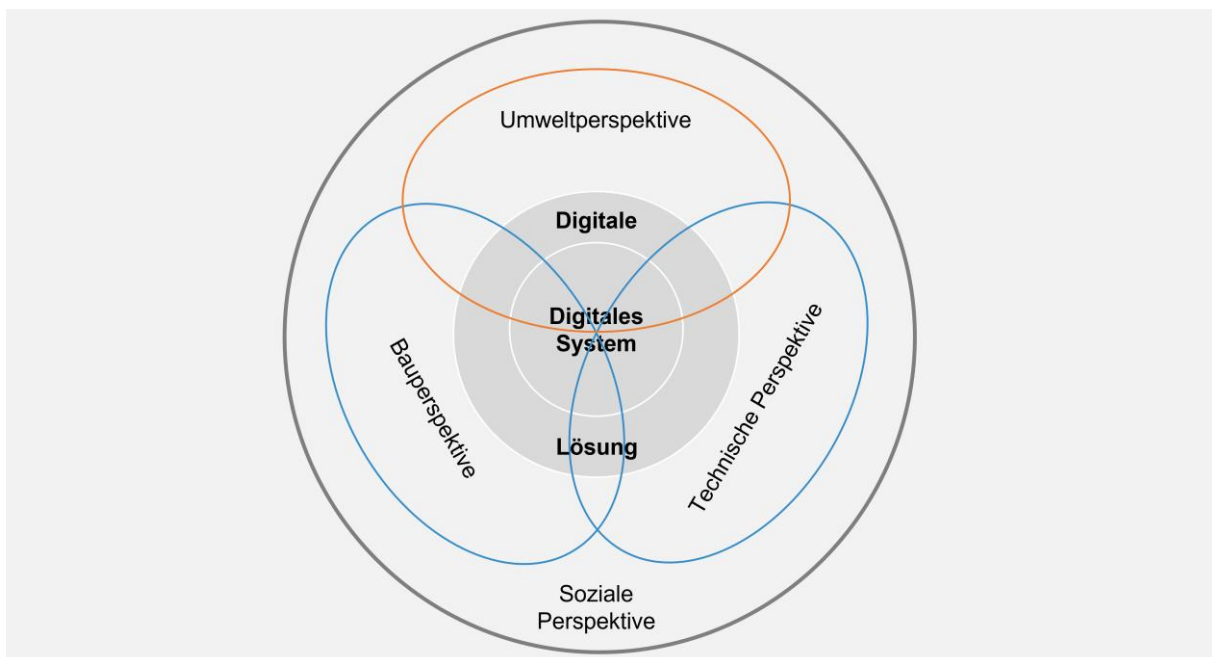 Umweltperspektive
Digitale
Digitales
System
Bauperspektive
Technische Perspektive
Lösung
Soziale
Perspektive